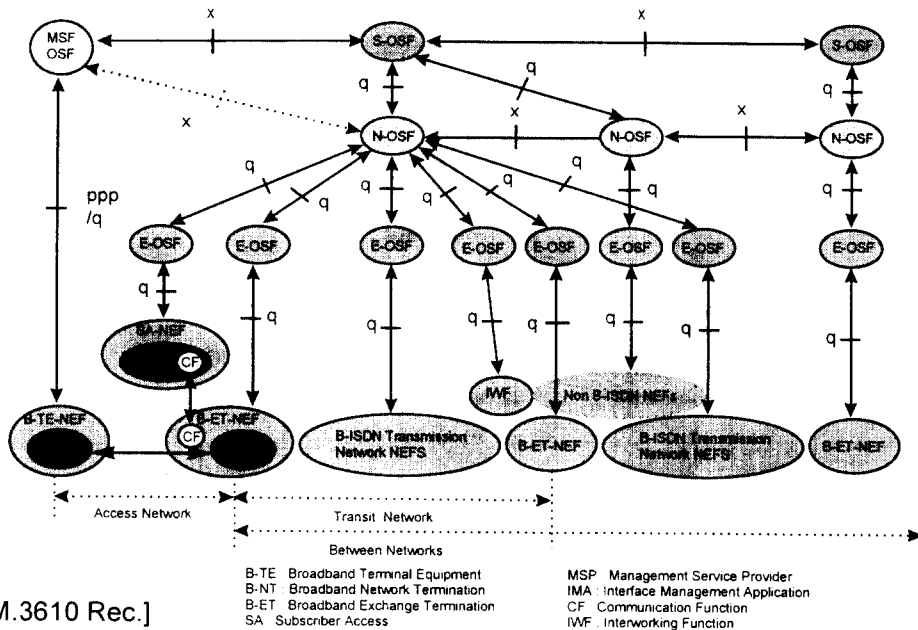 x
x
MSF
OSF
S-OSF
S-OSF
q
q
q
x
N-OSF
x
N-OSF
x
N-OSF
ppp
/q
q
q
q
q
q
q
q
q
E-OSF
E-OSF
E-OSF
E-OSF
E-OSF
E-OSF
E-OSF
E-OSF
q
q
q
q
q
q
SA-NEF
CF
IWF
Non B-ISDN NEFs
B-TE-NEF
CF
B-ET-NEF
B-ISDN Transmission
Network NEFS
B-ET-NEF
B-ISDN Transmission
Network NEFS
B-ET-NEF
Access Network
Transit Network
Between Networks
B-TE Broadband Terminal Equipment
B-NT : Broadband Network Termination
B-ET Broadband Exchange Termination
SA Subscriber Access
MSP Management Service Provider
IMA : Interface Management Application
CF Communication Function
IWF . Interworking Function
M.3610 Rec.]